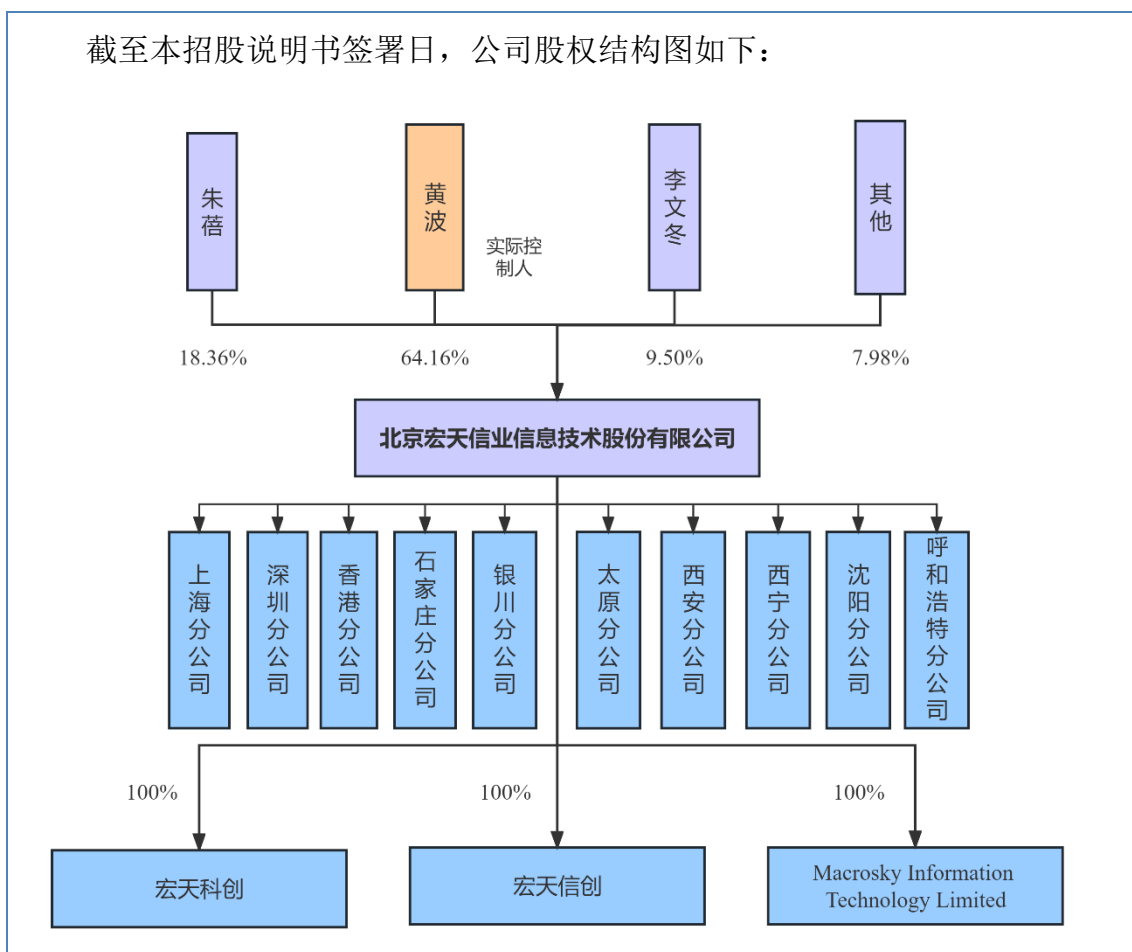 截至本招股说明书签署日，公司股权结构图如下：
朱蓓
黄波
实际控
制人
李文冬
其他
18.36%
64.16%
9.50%
7.98%
北京宏天信业信息技术股份有限公司
上海分公司
深圳分公司
香港分公司
石家庄分公司
银川分公司
太原分公司
西安分公司
西宁分公司
沈阳分公司
呼和浩特分公司
100%
100%
100%
宏天科创
宏天信创
Macrosky Information
Technology Limited